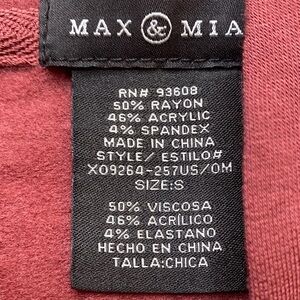 MAX & MIA
RN# 93608
50% RAYON
46% ACRYLIC
4% SPANDEX
MADE IN CHINA
STYLE/ ESTILO#
X09264-257US/OM
SIZE:S
50% VISCOSA
46% ACRÍLICO
4% ELASTANO
HECHO EN CHINA
TALLA:CHICA